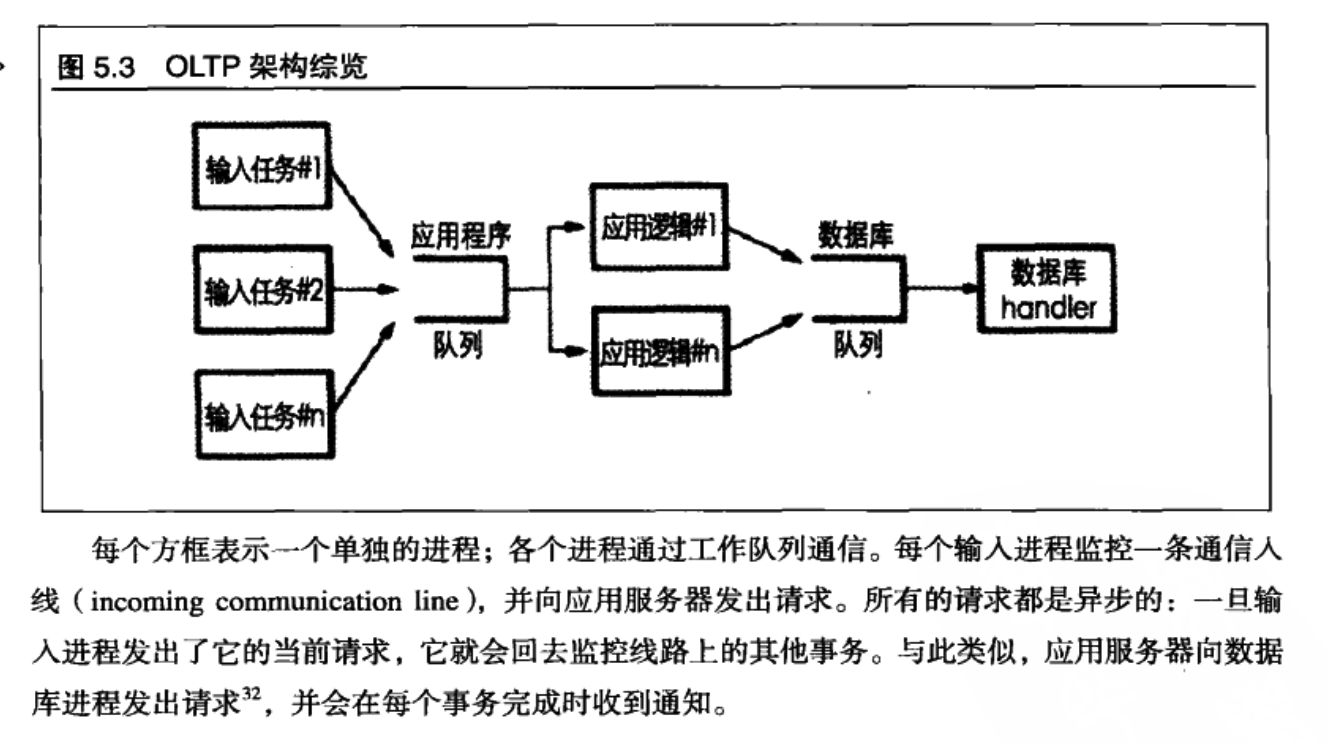 图 5.3 OLTP 架构综览
输入任务#1
输入任务#2
输入任务#n
应用程序
队列
应用逻辑#1
应用逻辑#n
数据库
队列
数据库
handler
每个方框表示一个单独的进程；各个进程通过工作队列通信。每个输入进程监控一条通信入
线（incoming communication line），并向应用服务器发出请求。所有的请求都是异步的：一旦输
入进程发出了它的当前请求，它就会回去监控线路上的其他事务。与此类似，应用服务器向数据
库进程发出请求32，并会在每个事务完成时收到通知。